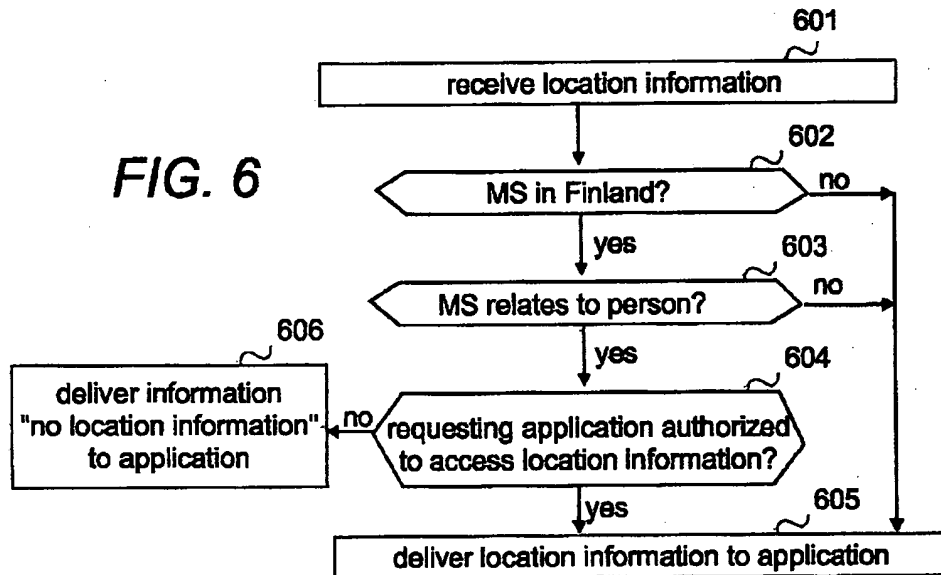 601
receive location information
602
FIG. 6
MS in Finland?
no
yes
603
MS relates to person?
no
606
yes
604
deliver information
"no location information"
to application
no
requesting application authorized
to access location information?
yes
605
deliver location information to application